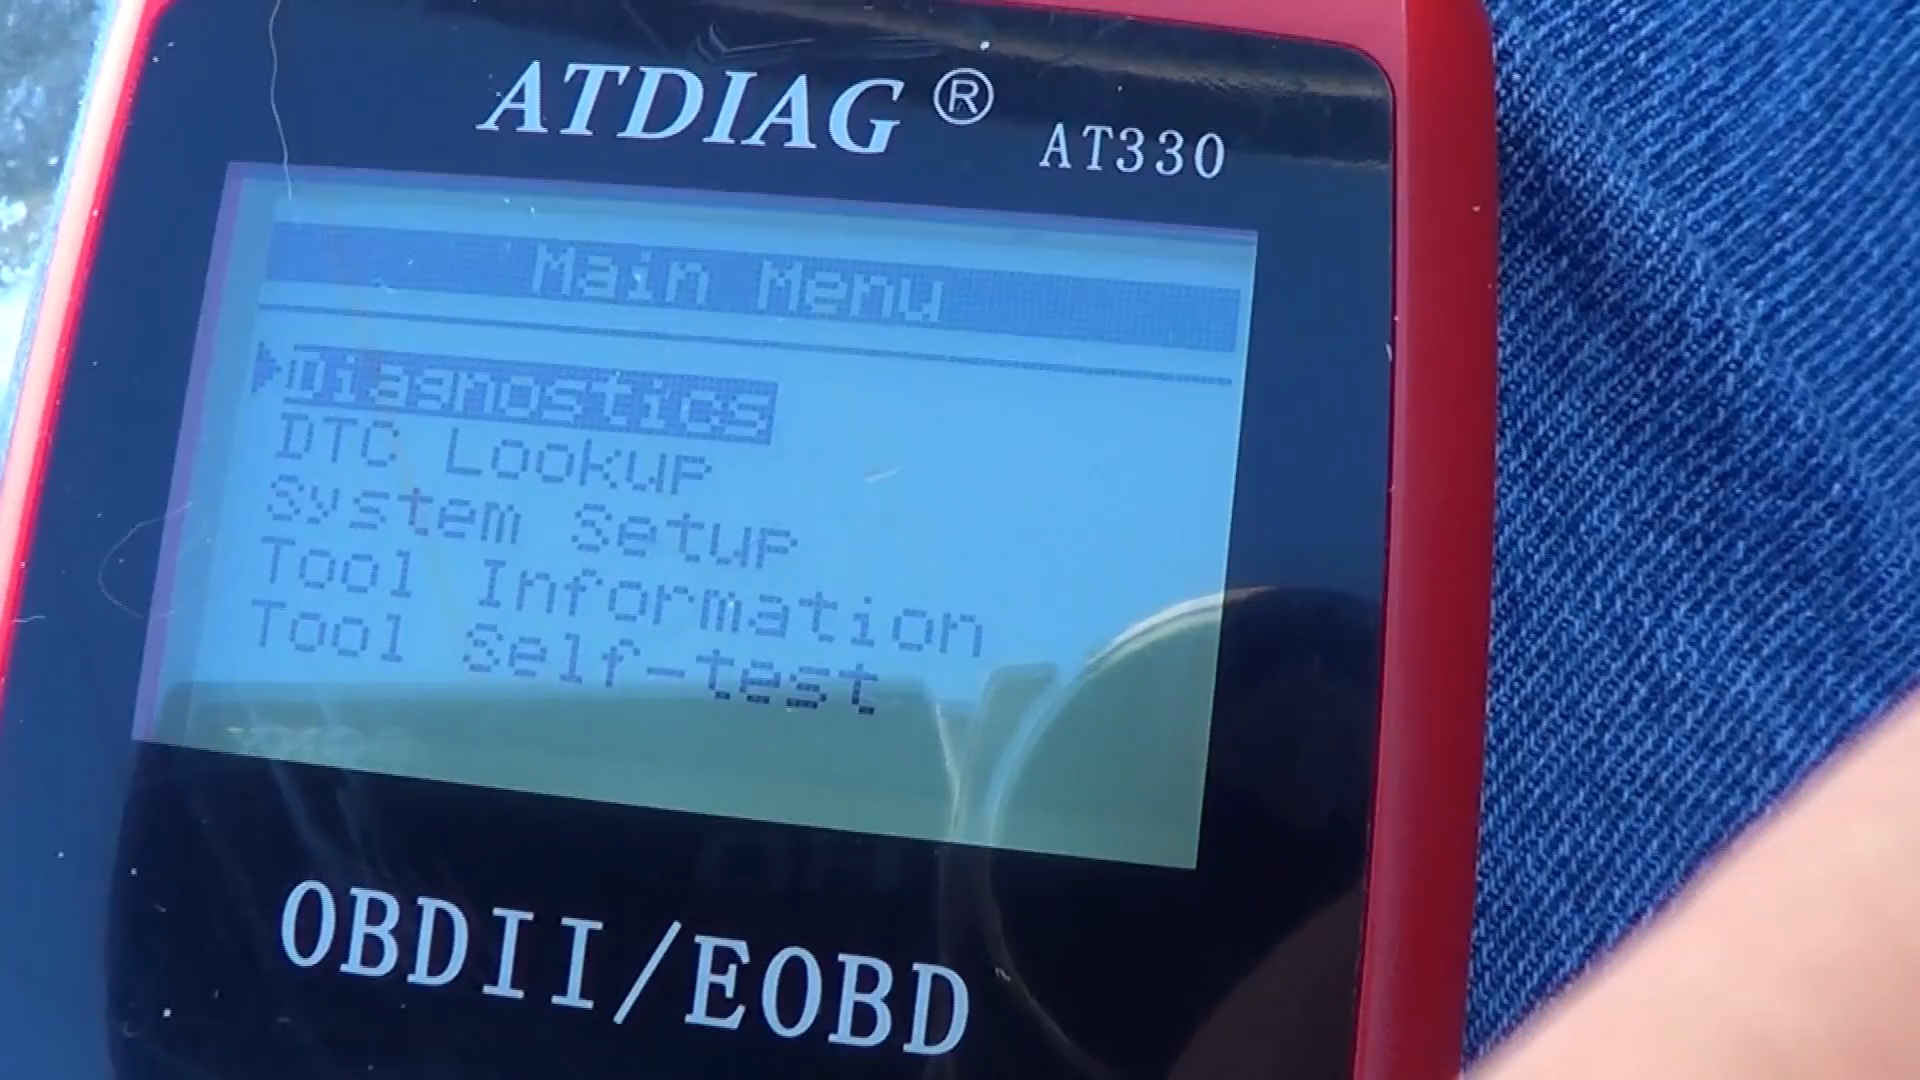 ATDIAG ®
AT330
Main Menu
Diagnostics
DTC Lookup
System Setup
Tool Information
Tool Self-test
OBDII/EOBD